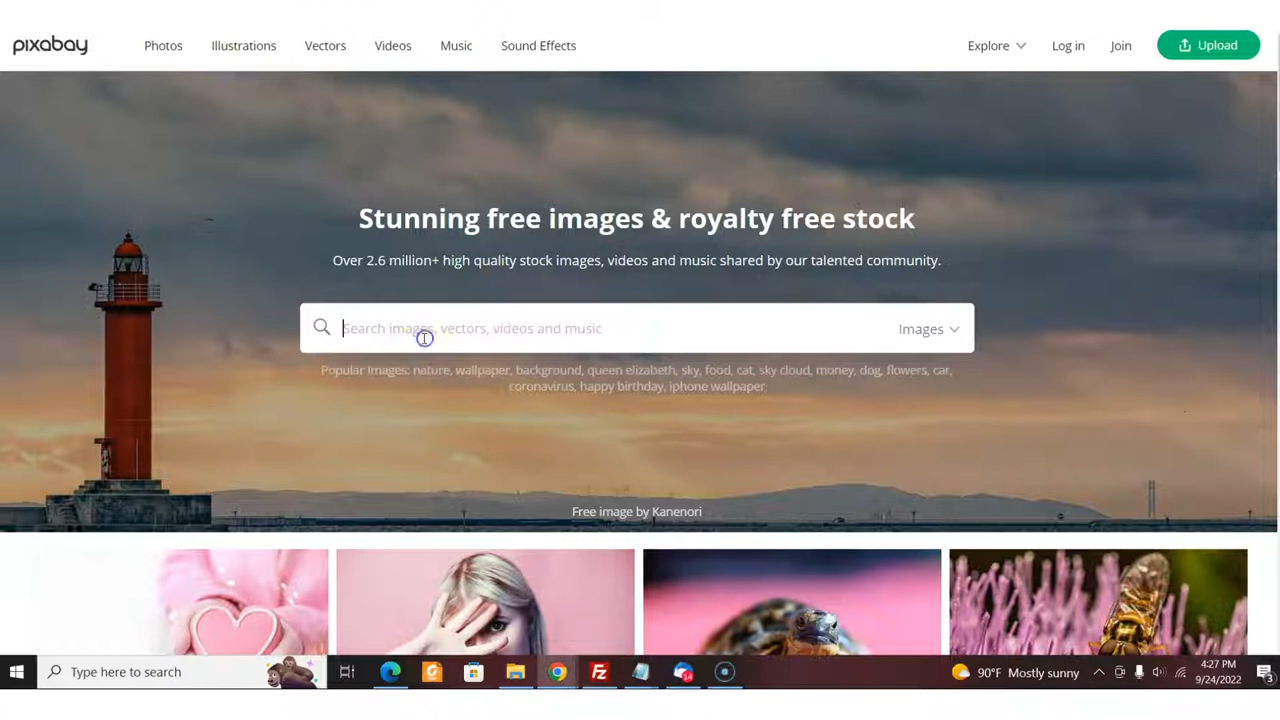 pixabay
Photos Illustrations Vectors Videos Music Sound Effects Explore Log in Join Upload
Stunning free images & royalty free stock
Over 2.6 million+ high quality stock images, videos and music shared by our talented community.
Search images, vectors, videos and music Images
Popular Images: nature, wallpaper, background, queen elizabeth, sky, food, cat, sky cloud, money, dog, flowers, car,
coronavirus, happy birthday, iphone wallpaper
Free image by Kanenori
Type here to search 14 90°F Mostly sunny 4:27 PM
9/24/2022 3